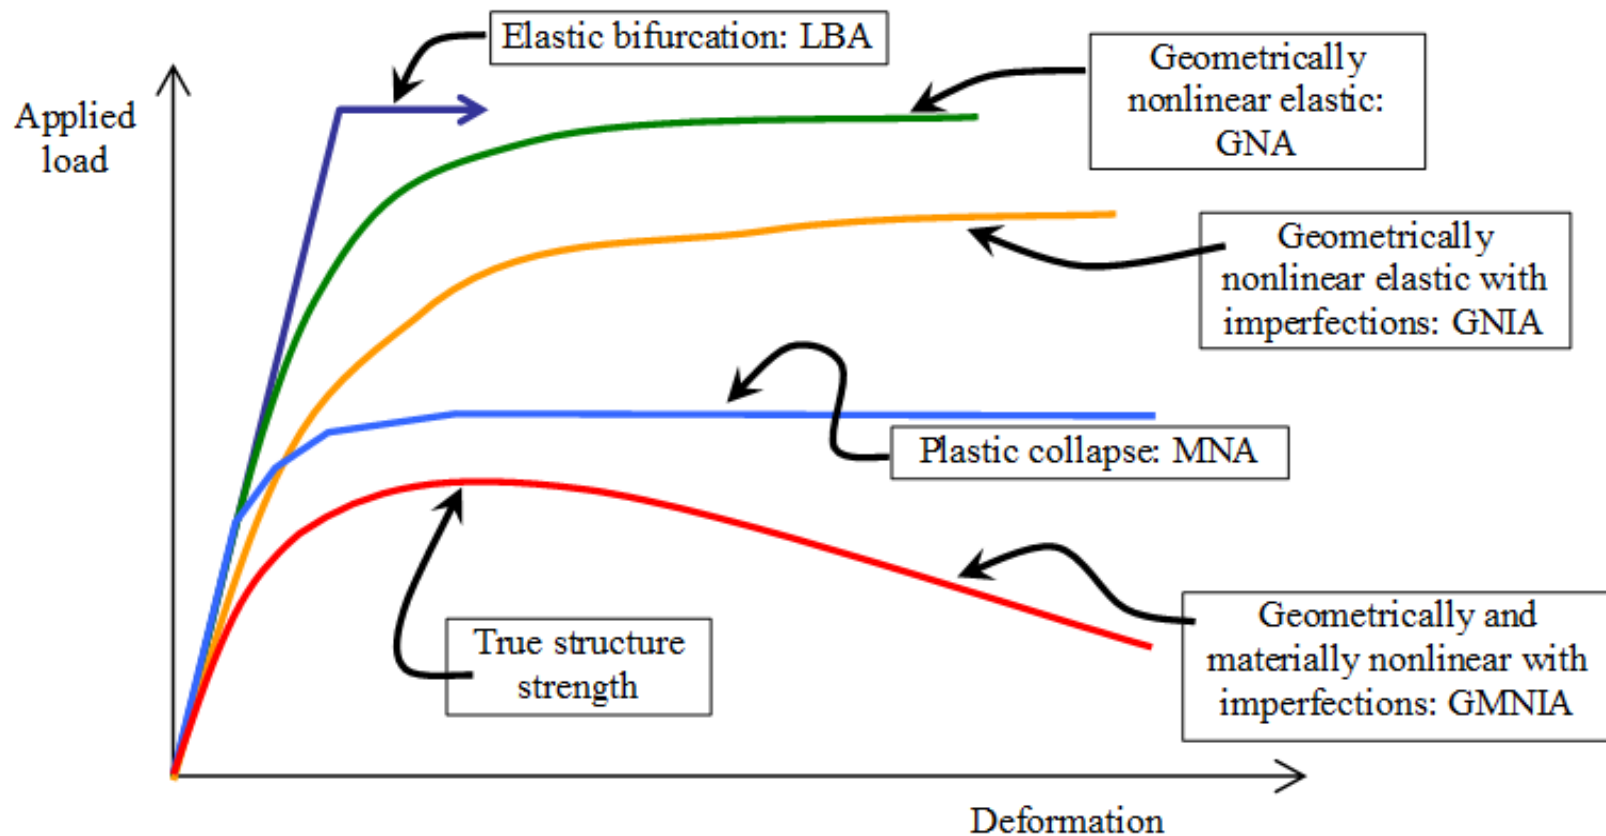 Elastic bifurcation: LBA
Geometrically
nonlinear elastic:
GNA
Applied
load
Geometrically
nonlinear elastic with
imperfections: GNIA
Plastic collapse: MNA
True structure
strength
Geometrically and
materially nonlinear with
imperfections: GMNIA
Deformation